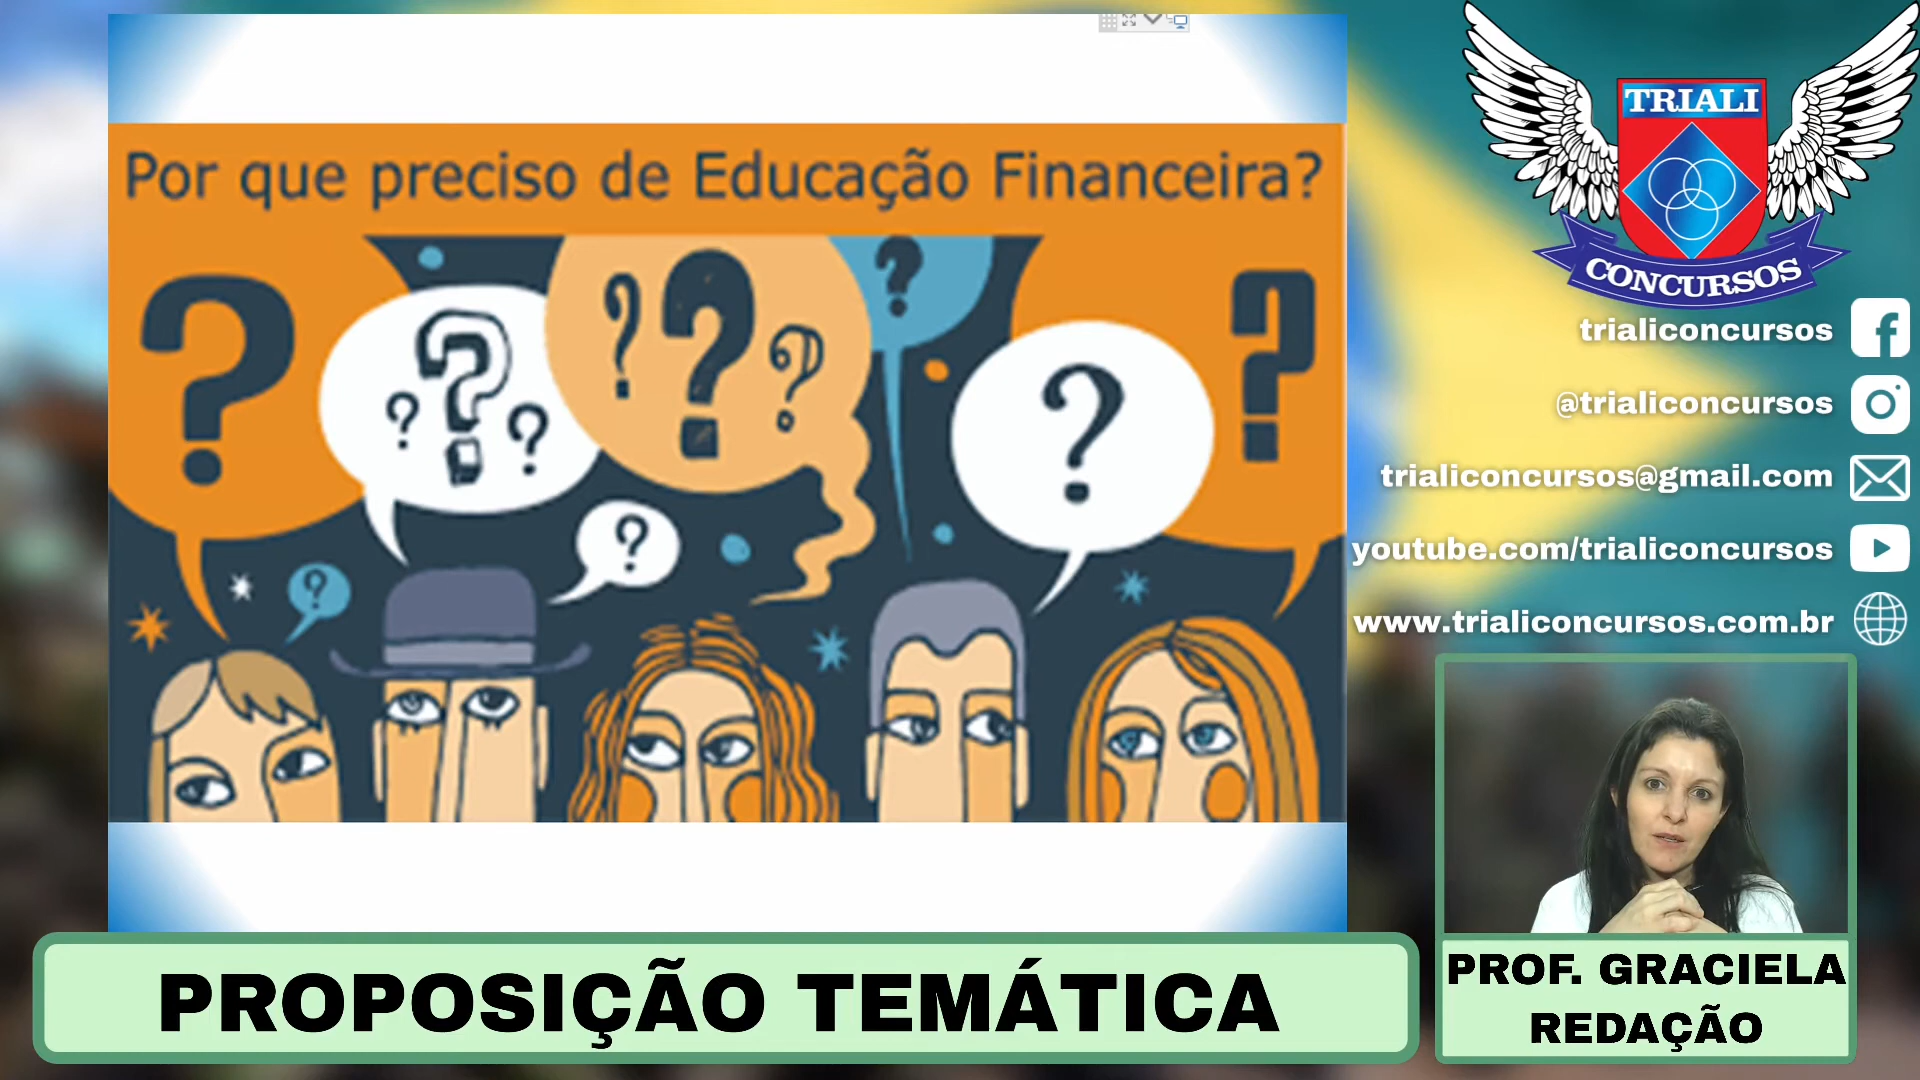 Por que preciso de Educação Financeira?
TRIALI
CONCURSOS
trialiconcursos
@trialiconcursos
trialiconcursos@gmail.com
youtube.com/trialiconcursos
www.trialiconcursos.com.br
PROPOSIÇÃO TEMÁTICA
PROF. GRACIELA
REDAÇÃO